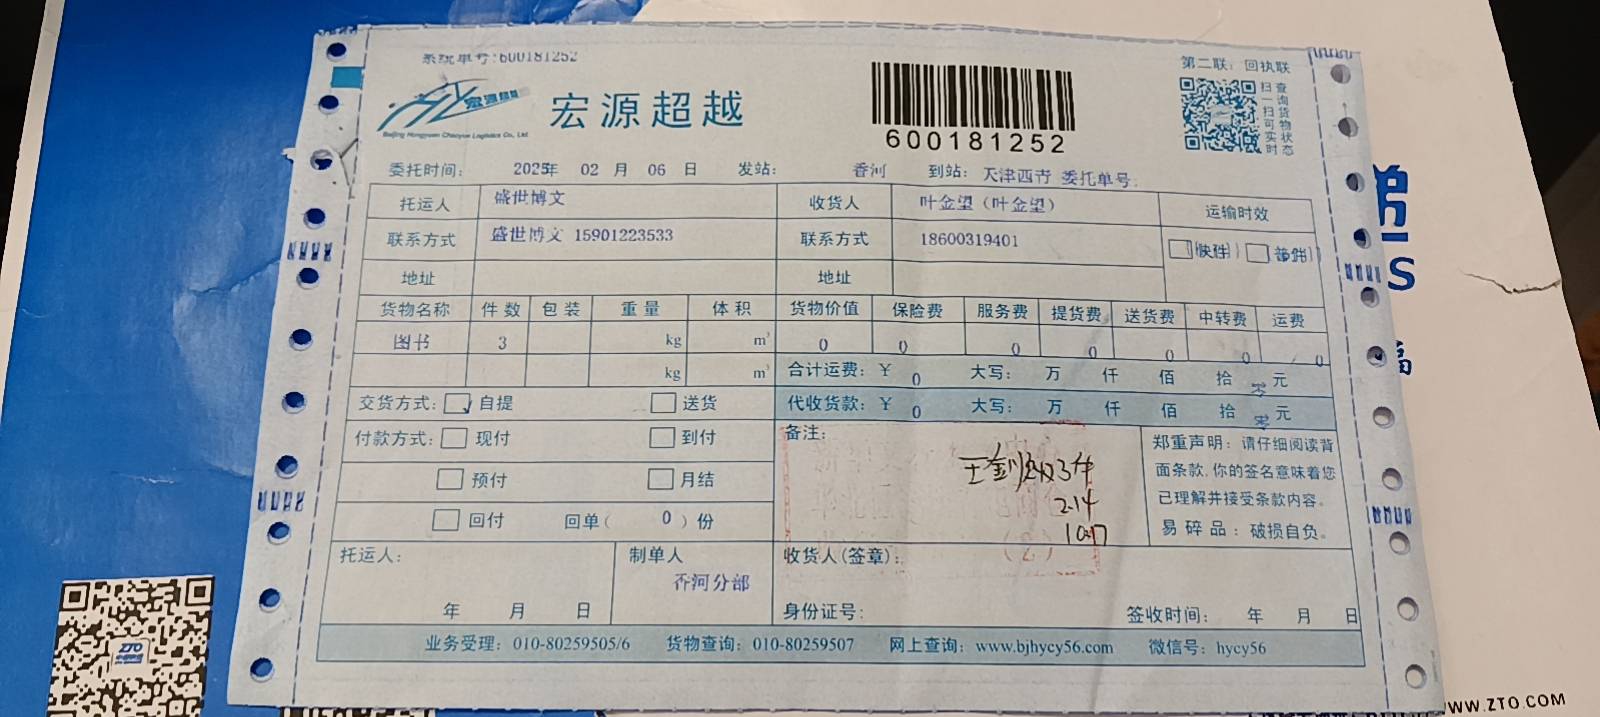 系统单号:600181252
第二联：回执联
宏源超越
宏源超越
Beijing Hongyuan Chaoyue Logistics Co., Ltd
600181252
扫一扫可实时
查询货物状态
委托时间： 2025年 02 月 06 日 发站： 香河 到站： 天津西青 委托单号:
托运人 盛世博文 收货人 叶金望（叶金望） 运输时效
联系方式 盛世博文 15901223533 联系方式 18600319401 (快件) (普件)
地址 地址
货物名称 件数 包装 重量 体积 货物价值 保险费 服务费 提货费 送货费 中转费 运费
图书 3 kg m³ 0 0 0 0 0 0 0
kg m³ 合计运费：￥ 0 大写： 万 仟 佰 拾 零 元
交货方式: 自提 送货 代收货款：￥ 0 大写： 万 仟 佰 拾 零 元
付款方式: 现付 到付 备注：
预付 月结
回付 回单（ 0 ）份
2.14
郑重声明：请仔细阅读背
面条款,你的签名意味着您
已理解并接受条款内容。
易碎品：破损自负。
托运人： 制单人 收货人(签章)：
香河分部
年 月 日 身份证号： 签收时间： 年 月 日
业务受理：010-80259505/6 货物查询：010-80259507 网上查询：www.bjhycy56.com 微信号：hycy56
ZTO
WWW.ZTO.COM